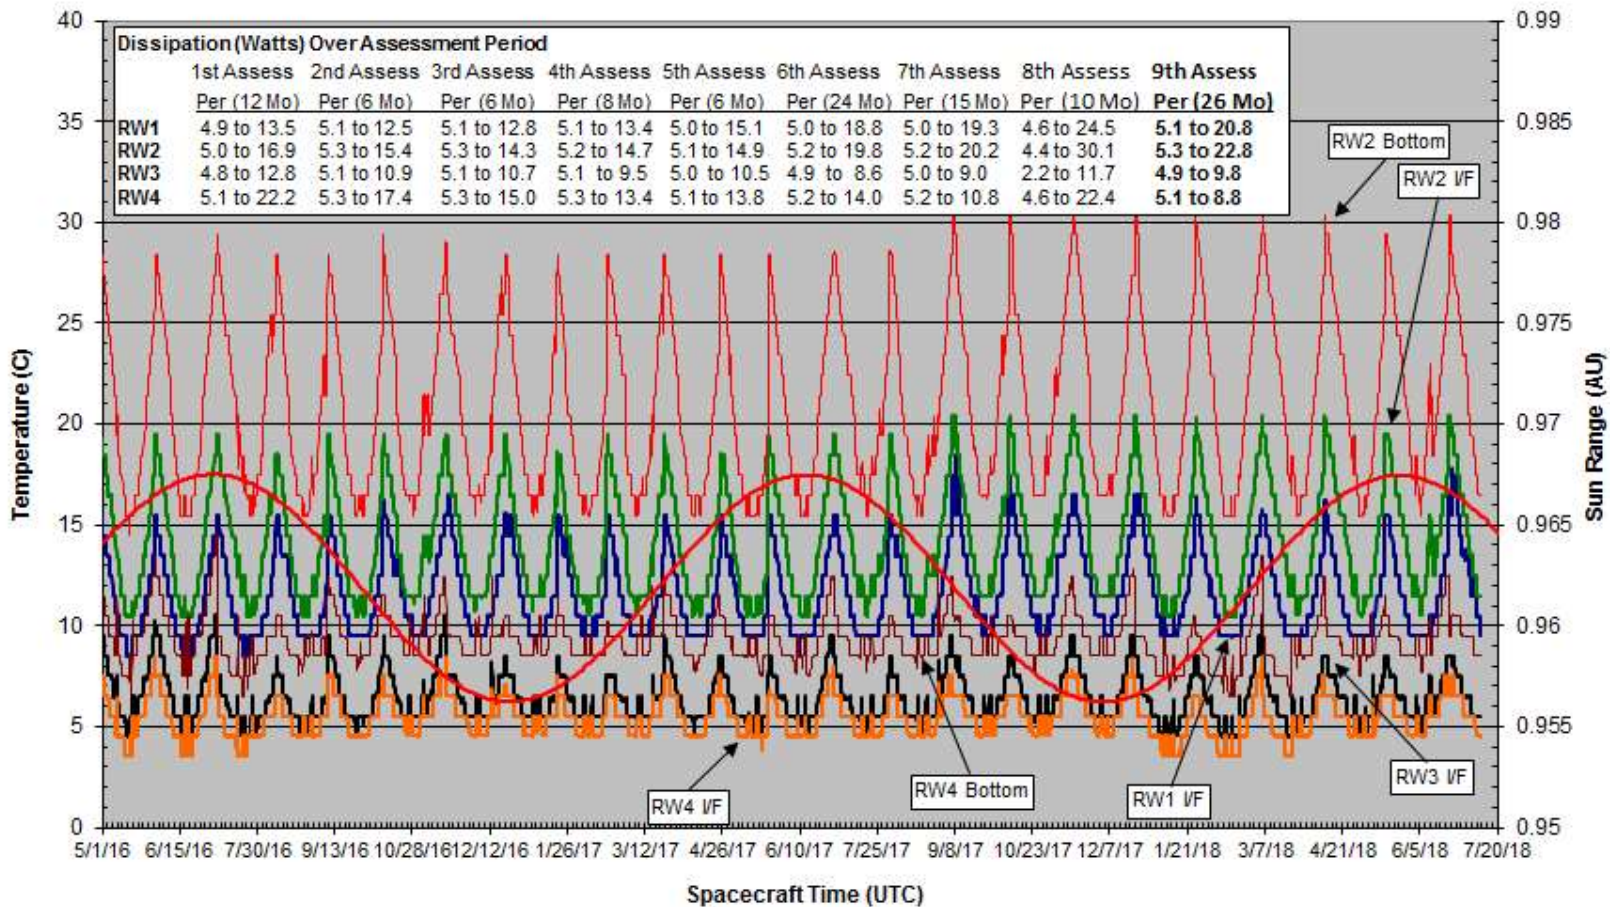 Dissipation (Watts) Over Assessment Period
1st Assess 2nd Assess 3rd Assess 4th Assess 5th Assess 6th Assess 7th Assess 8th Assess 9th Assess
Per (12 Mo) Per (6 Mo) Per (6 Mo) Per (8 Mo) Per (6 Mo) Per (24 Mo) Per (15 Mo) Per (10 Mo) Per (26 Mo)
RW1 4.9 to 13.5 5.1 to 12.5 5.1 to 12.8 5.1 to 13.4 5.0 to 15.1 5.0 to 18.8 5.0 to 19.3 4.6 to 24.5 5.1 to 20.8
RW2 5.0 to 16.9 5.3 to 15.4 5.3 to 14.3 5.2 to 14.7 5.1 to 14.9 5.2 to 19.8 5.2 to 20.2 4.4 to 30.1 5.3 to 22.8
RW3 4.8 to 12.8 5.1 to 10.9 5.1 to 10.7 5.1 to 9.5 5.0 to 10.5 4.9 to 8.6 5.0 to 9.0 2.2 to 11.7 4.9 to 9.8
RW4 5.1 to 22.2 5.3 to 17.4 5.3 to 15.0 5.3 to 13.4 5.1 to 13.8 5.2 to 14.0 5.2 to 10.8 4.6 to 22.4 5.1 to 8.8
40
35
30
25
20
15
10
5
0
Temperature (C)
0.99
0.985
0.98
0.975
0.97
0.965
0.96
0.955
0.95
Sun Range (AU)
RW2 Bottom
RW2 I/F
RW4 I/F
RW4 Bottom
RW1 I/F
RW3 I/F
5/1/16 6/15/16 7/30/16 9/13/16 10/28/16 12/12/16 1/26/17 3/12/17 4/26/17 6/10/17 7/25/17 9/8/17 10/23/17 12/7/17 1/21/18 3/7/18 4/21/18 6/5/18 7/20/18
Spacecraft Time (UTC)